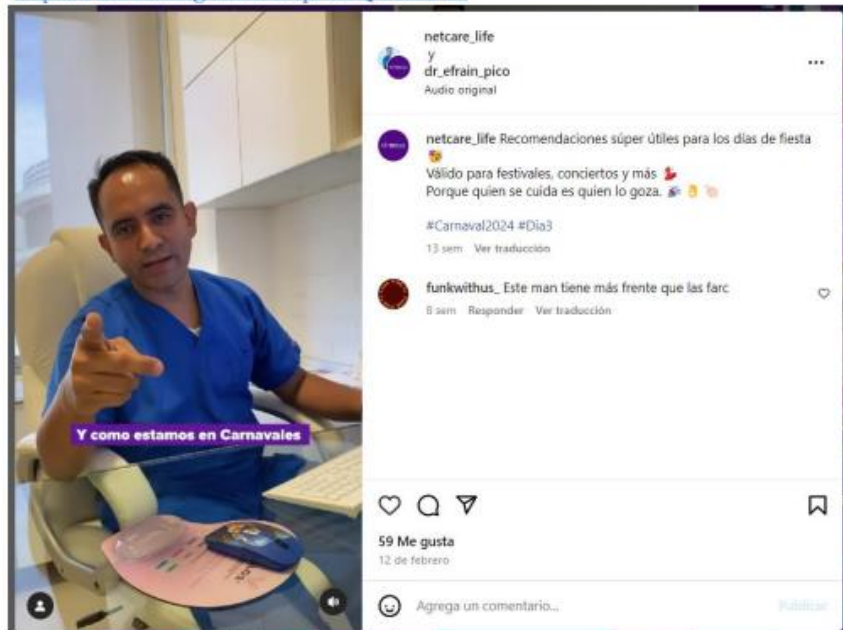 netcare_life
y
dr_efrain_pico
Audio original
netcare_life Recomendaciones súper útiles para los días de fiesta
Válido para festivales, conciertos y más
Porque quien se cuida es quien lo goza.
#Carnaval2024 #Dia3
13 sem Ver traducción
funkwithus_ Este man tiene más frente que las farc
8 sem Responder Ver traducción
Y como estamos en Carnavales
59 Me gusta
12 de febrero
Agrega un comentario...
Publicar